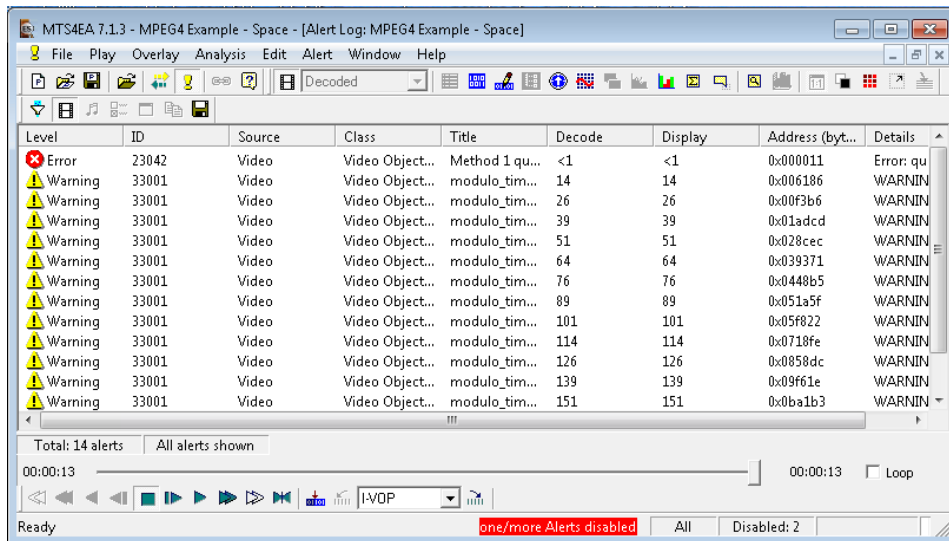 MTS4EA 7.1.3 - MPEG4 Example - Space - [Alert Log: MPEG4 Example - Space]
File Play Overlay Analysis Edit Alert Window Help
Decoded
Level ID Source Class Title Decode Display Address (byt... Details
Error 23042 Video Video Object... Method 1 qu... <1 <1 0x000011 Error: qu
Warning 33001 Video Video Object... modulo_tim... 14 14 0x006186 WARNIN
Warning 33001 Video Video Object... modulo_tim... 26 26 0x00f3b6 WARNIN
Warning 33001 Video Video Object... modulo_tim... 39 39 0x01adcd WARNIN
Warning 33001 Video Video Object... modulo_tim... 51 51 0x028cec WARNIN
Warning 33001 Video Video Object... modulo_tim... 64 64 0x039371 WARNIN
Warning 33001 Video Video Object... modulo_tim... 76 76 0x0448b5 WARNIN
Warning 33001 Video Video Object... modulo_tim... 89 89 0x051a5f WARNIN
Warning 33001 Video Video Object... modulo_tim... 101 101 0x05f822 WARNIN
Warning 33001 Video Video Object... modulo_tim... 114 114 0x0718fe WARNIN
Warning 33001 Video Video Object... modulo_tim... 126 126 0x0858dc WARNIN
Warning 33001 Video Video Object... modulo_tim... 139 139 0x09f61e WARNIN
Warning 33001 Video Video Object... modulo_tim... 151 151 0x0ba1b3 WARNIN
Total: 14 alerts All alerts shown
00:00:13 00:00:13 Loop
I-VOP
Ready one/more Alerts disabled All Disabled: 2